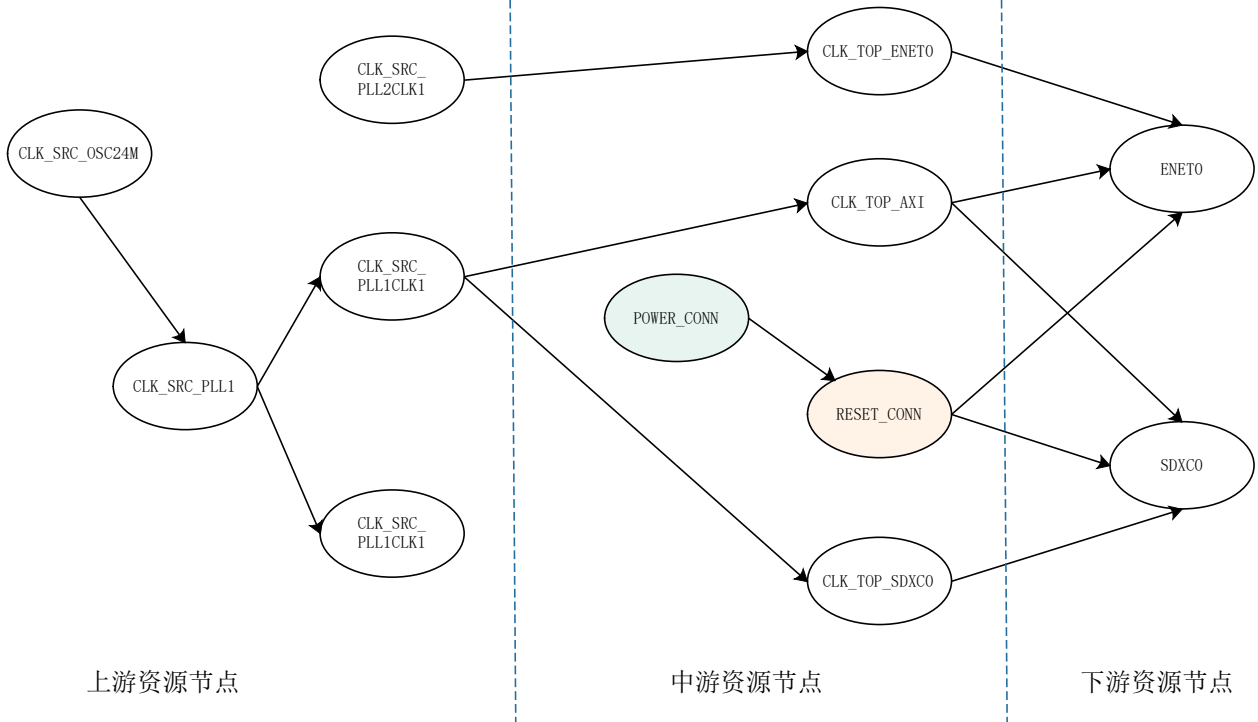 CLK_TOP_ENET0
CLK_SRC_
PLL2CLK1
CLK_SRC_OSC24M
ENET0
CLK_TOP_AXI
CLK_SRC_
PLL1CLK1
POWER_CONN
CLK_SRC_PLL1
RESET_CONN
SDXC0
CLK_SRC_
PLL1CLK1
CLK_TOP_SDXC0
上游资源节点
中游资源节点
下游资源节点